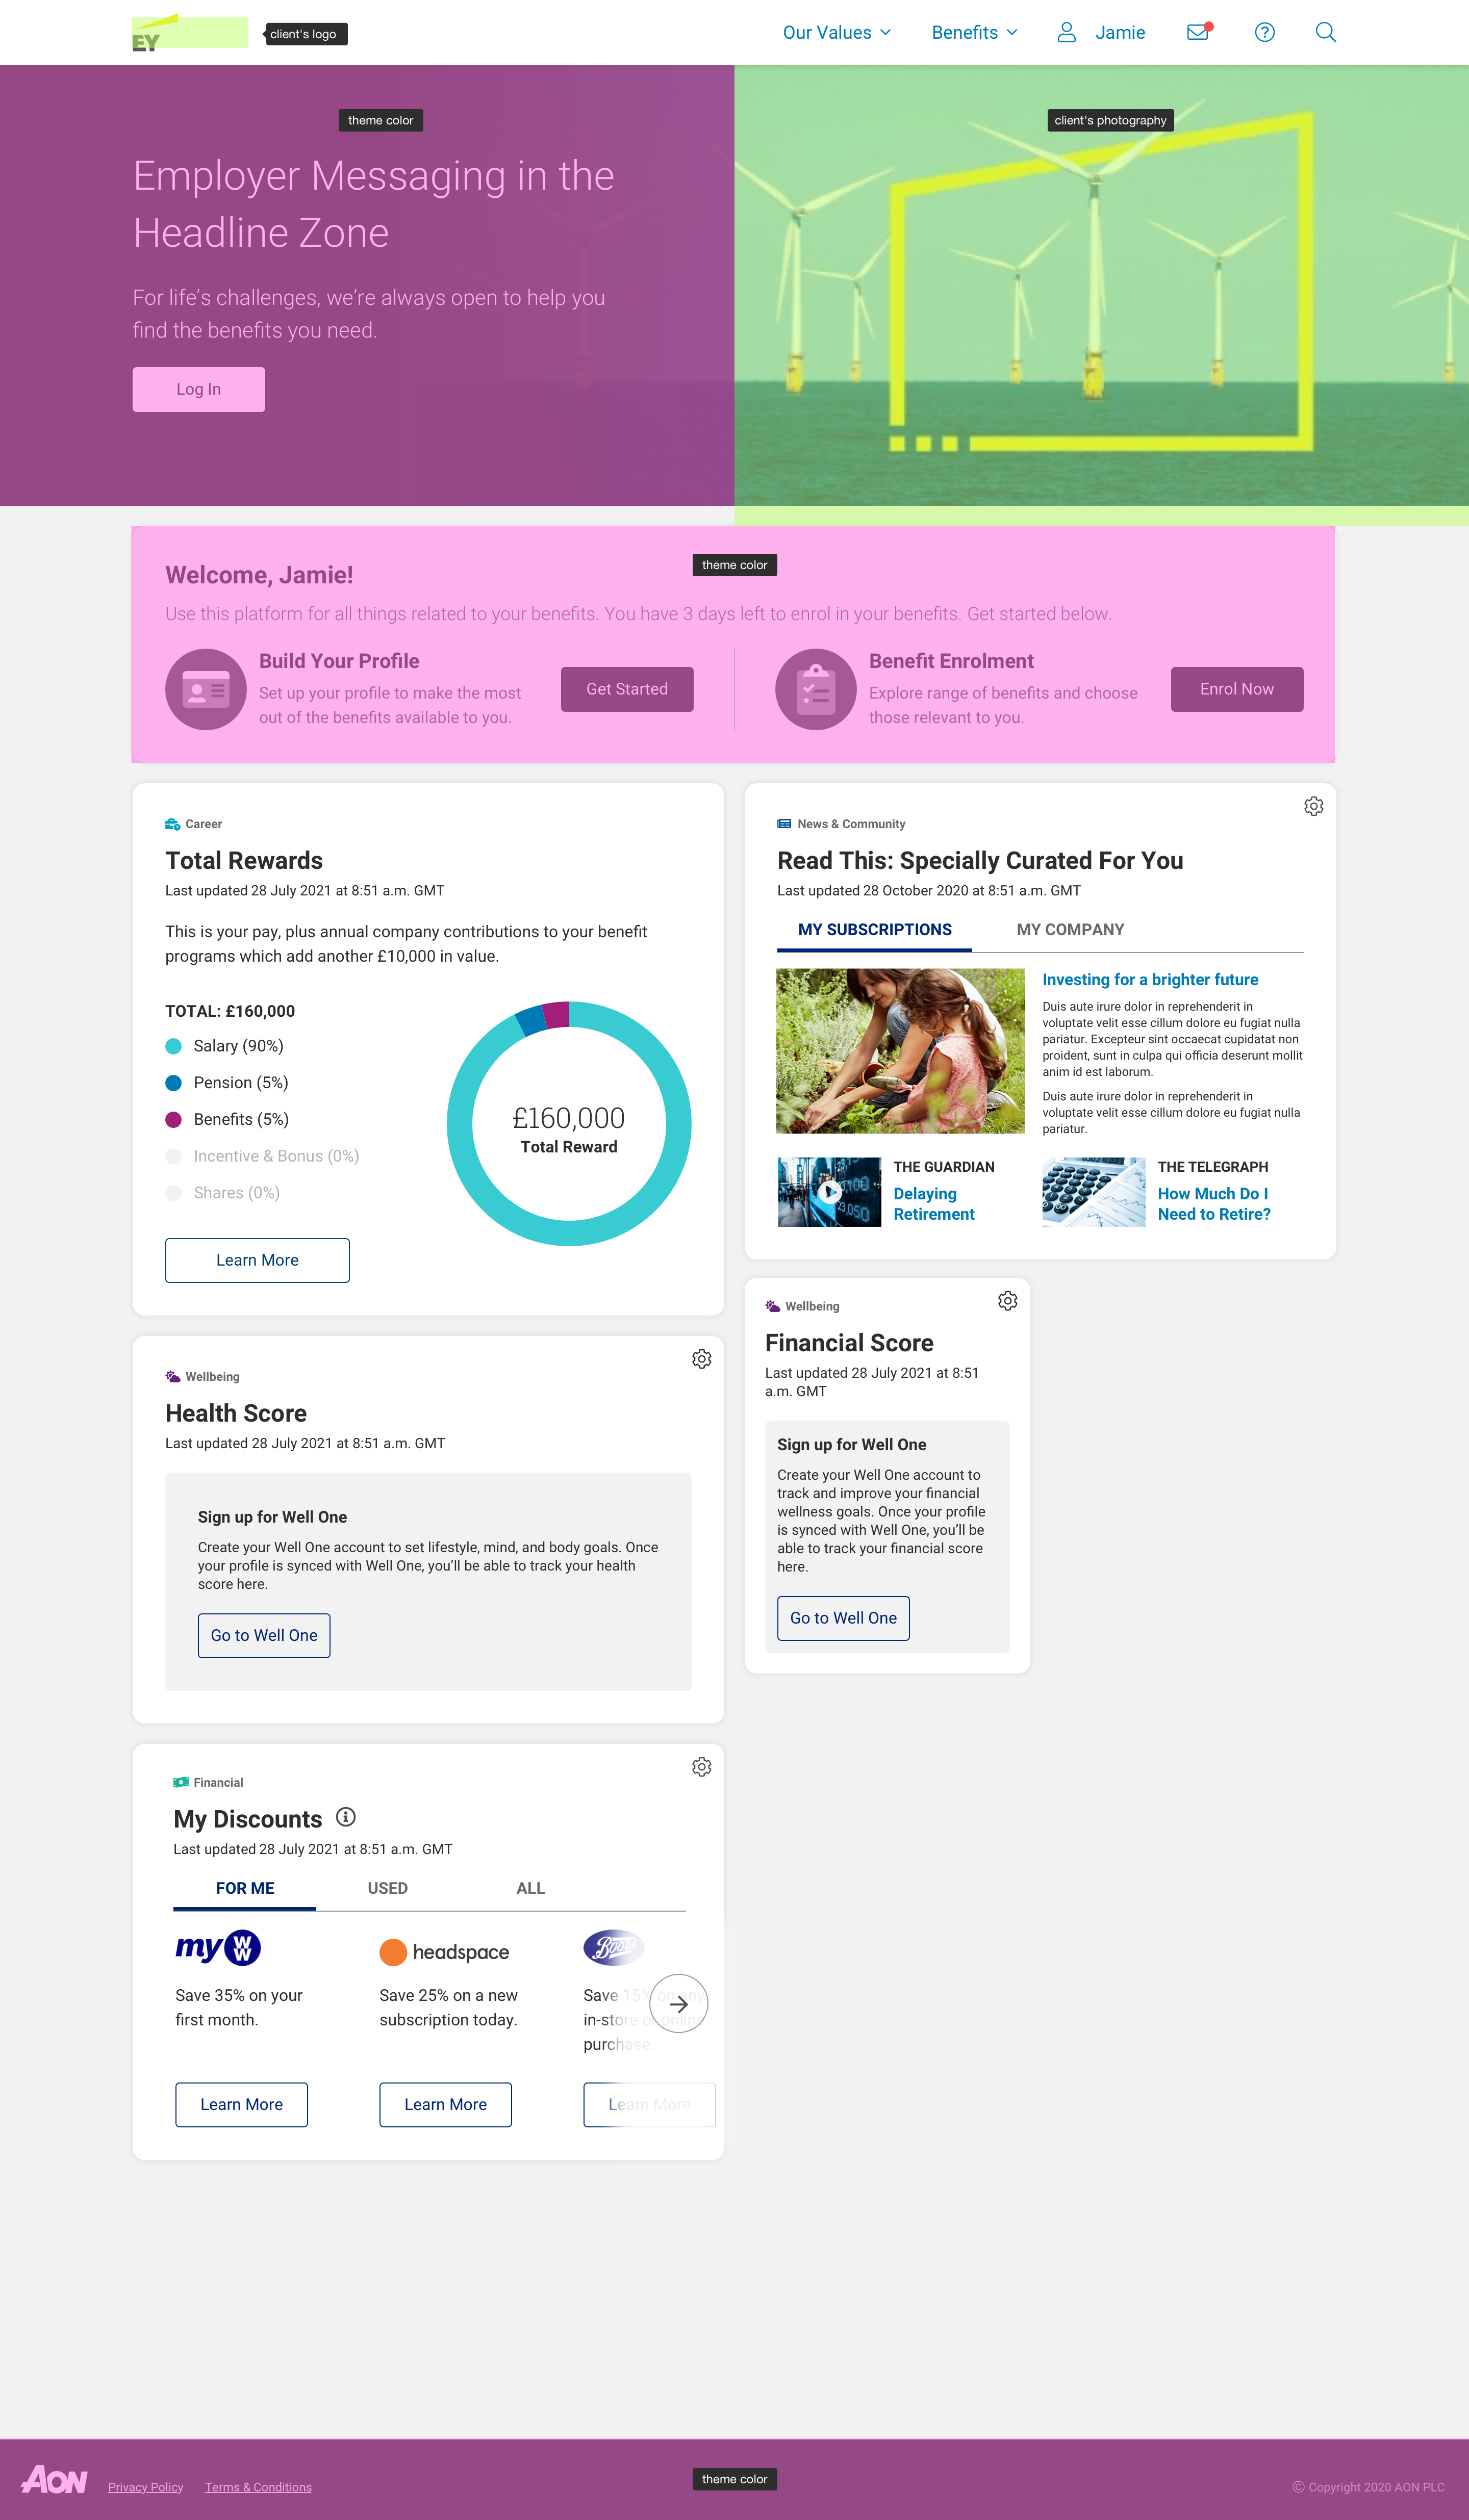 EY
client's logo
Our Values
Benefits
Jamie
theme color
client's photography
Employer Messaging in the
Headline Zone
For life’s challenges, we’re always open to help you
find the benefits you need.
Log In
theme color
Welcome, Jamie!
Use this platform for all things related to your benefits. You have 3 days left to enrol in your benefits. Get started below.
Build Your Profile
Set up your profile to make the most
out of the benefits available to you.
Get Started
Benefit Enrolment
Explore range of benefits and choose
those relevant to you.
Enrol Now
Career
Total Rewards
Last updated 28 July 2021 at 8:51 a.m. GMT
This is your pay, plus annual company contributions to your benefit
programs which add another £10,000 in value.
TOTAL: £160,000
Salary (90%)
Pension (5%)
Benefits (5%)
Incentive & Bonus (0%)
Shares (0%)
£160,000
Total Reward
Learn More
News & Community
Read This: Specially Curated For You
Last updated 28 October 2020 at 8:51 a.m. GMT
MY SUBSCRIPTIONS
MY COMPANY
Investing for a brighter future
Duis aute irure dolor in reprehenderit in
voluptate velit esse cillum dolore eu fugiat nulla
pariatur. Excepteur sint occaecat cupidatat non
proident, sunt in culpa qui officia deserunt mollit
anim id est laborum.
Duis aute irure dolor in reprehenderit in
voluptate velit esse cillum dolore eu fugiat nulla
pariatur.
THE GUARDIAN
Delaying
Retirement
THE TELEGRAPH
How Much Do I
Need to Retire?
Wellbeing
Health Score
Last updated 28 July 2021 at 8:51 a.m. GMT
Sign up for Well One
Create your Well One account to set lifestyle, mind, and body goals. Once
your profile is synced with Well One, you’ll be able to track your health
score here.
Go to Well One
Wellbeing
Financial Score
Last updated 28 July 2021 at 8:51
a.m. GMT
Sign up for Well One
Create your Well One account to
track and improve your financial
wellness goals. Once your profile
is synced with Well One, you’ll be
able to track your financial score
here.
Go to Well One
Financial
My Discounts
Last updated 28 July 2021 at 8:51 a.m. GMT
FOR ME
USED
ALL
my WW
Save 35% on your
first month.
Learn More
headspace
Save 25% on a new
subscription today.
Learn More
Boots
Save 15% on any
in-store or online
purchase.
Learn More
AON
Privacy Policy
Terms & Conditions
theme color
© Copyright 2020 AON PLC